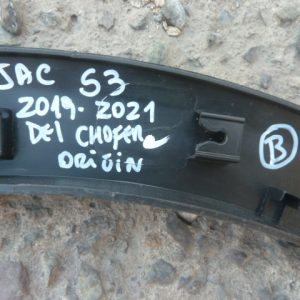 JAC S3
2019-2021
DEL CHOFER
ORIGIN
B